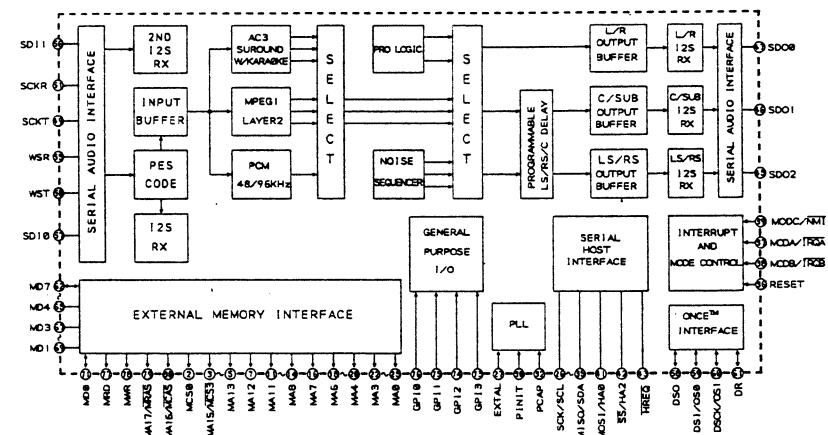 SDI1
SCKR
SCKT
WSR
WST
SDI0
SERIAL AUDIO INTERFACE
2ND
I2S
RX
INPUT
BUFFER
PES
CODE
I2S
RX
AC3
SUROUND
W/KARAOKE
MPEG1
LAYER2
PCM
48/96KHz
SELECT
PRO LOGIC
NOISE
SEQUENCER
SELECT
PROGRAMMABLE
LS/RS/C DELAY
L/R
OUTPUT
BUFFER
C/SUB
OUTPUT
BUFFER
LS/RS
OUTPUT
BUFFER
L/R
I2S
RX
C/SUB
I2S
RX
LS/RS
I2S
RX
SERIAL AUDIO INTERFACE
SDO0
SDO1
SDO2
GENERAL
PURPOSE
I/O
SERIAL
HOST
INTERFACE
INTERRUPT
AND
MODE CONTROL
MODC/NMI
MODA/IRQA
MODB/IRQB
RESET
MD7
MD4
MD3
MD1
EXTERNAL MEMORY INTERFACE
PLL
ONCE™
INTERFACE
MD0
MRD
MWR
MA17/MRAS
MA16/MCAS
MCS0
MA15/MCS3
MA13
MA12
MA11
MA8
MA7
MA6
MA4
MA3
MA0
GPI0
GPI1
GPI2
GPI3
EXTAL
PINIT
PCAP
SCK/SCL
MISO/SDA
MOSI/HA0
SS/HA2
HREQ
DSO
DSI/OS0
DSCK/OS1
DR